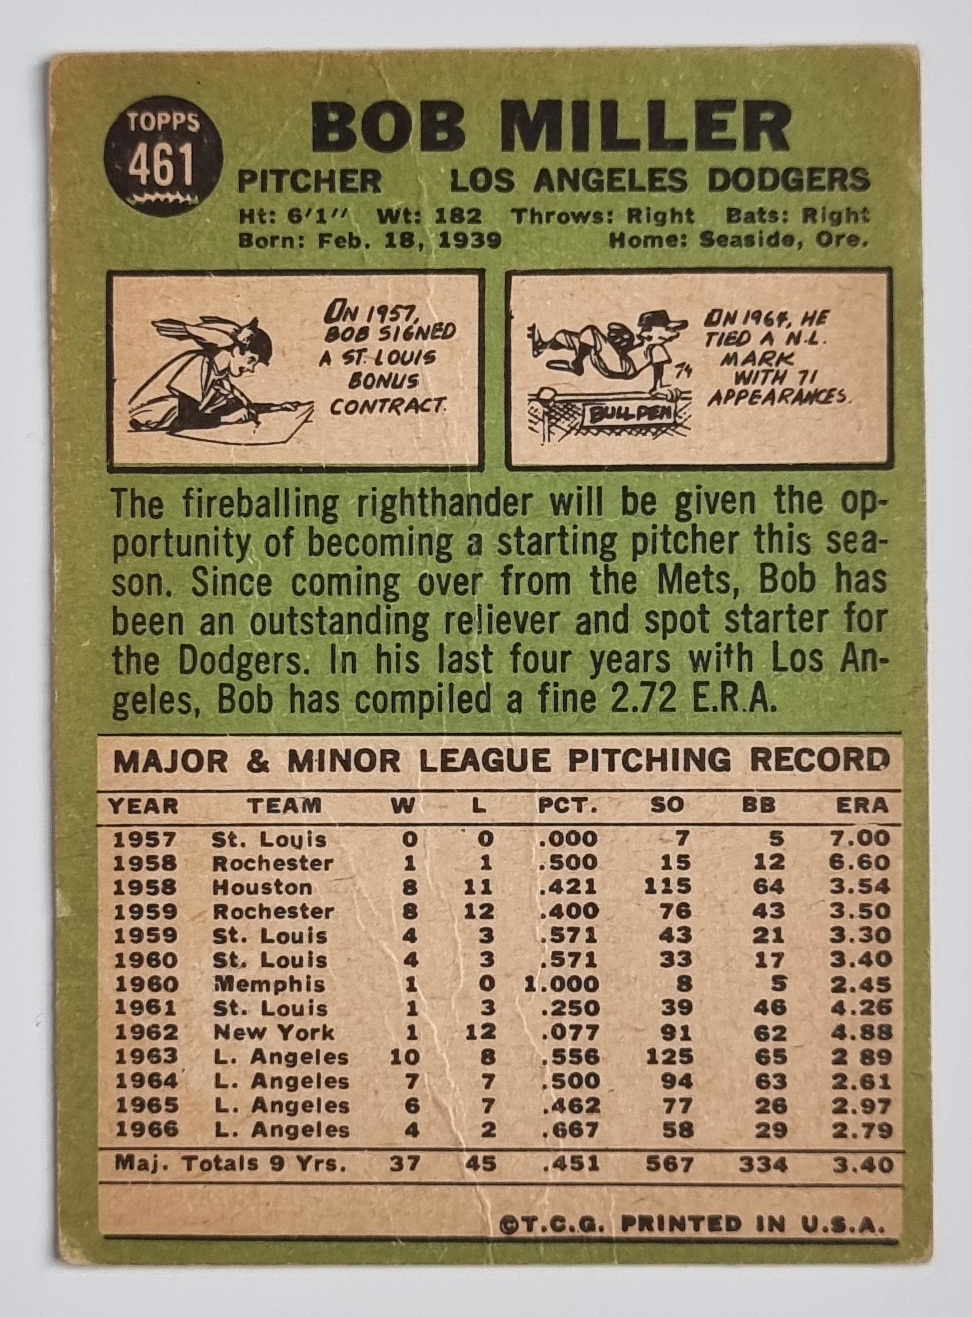 TOPPS
461
BOB MILLER
PITCHER LOS ANGELES DODGERS
Ht: 6'1" Wt: 182 Throws: Right Bats: Right
Born: Feb. 18, 1939 Home: Seaside, Ore.
ON 1957,
BOB SIGNED
A ST. LOUIS
BONUS
CONTRACT.
ON 1964, HE
TIED A N.L.
MARK
WITH 71
APPEARANCES.
74
BULLPEN
The fireballing righthander will be given the op-
portunity of becoming a starting pitcher this sea-
son. Since coming over from the Mets, Bob has
been an outstanding reliever and spot starter for
the Dodgers. In his last four years with Los An-
geles, Bob has compiled a fine 2.72 E.R.A.
MAJOR & MINOR LEAGUE PITCHING RECORD
YEAR TEAM W L PCT. SO BB ERA
1957 St. Louis 0 0 .000 7 5 7.00
1958 Rochester 1 1 .500 15 12 6.60
1958 Houston 8 11 .421 115 64 3.54
1959 Rochester 8 12 .400 76 43 3.50
1959 St. Louis 4 3 .571 43 21 3.30
1960 St. Louis 4 3 .571 33 17 3.40
1960 Memphis 1 0 1.000 8 5 2.45
1961 St. Louis 1 3 .250 39 46 4.26
1962 New York 1 12 .077 91 62 4.88
1963 L. Angeles 10 8 .556 125 65 2 89
1964 L. Angeles 7 7 .500 94 63 2.61
1965 L. Angeles 6 7 .462 77 26 2.97
1966 L. Angeles 4 2 .667 58 29 2.79
Maj. Totals 9 Yrs. 37 45 .451 567 334 3.40
©T.C.G. PRINTED IN U.S.A.